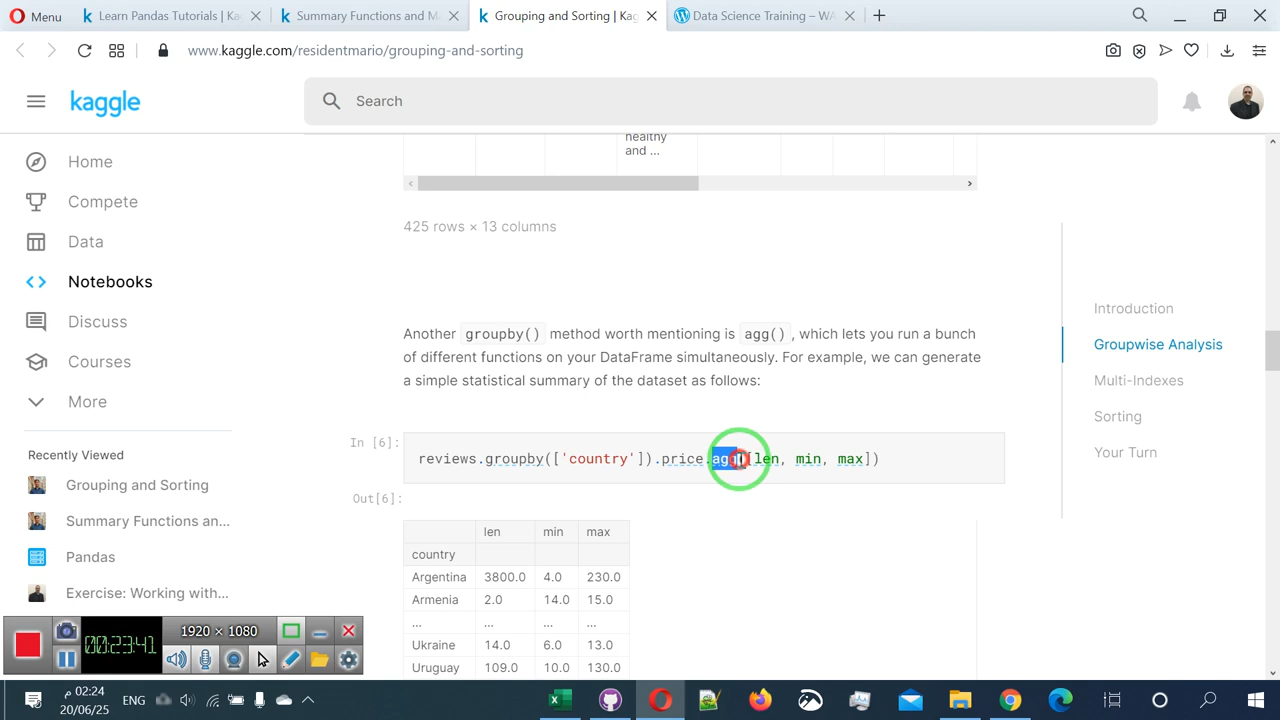 Menu
Learn Pandas Tutorials | Ka
Summary Functions and M
Grouping and Sorting | Kag
Data Science Training – WA
www.kaggle.com/residentmario/grouping-and-sorting
kaggle
Search
Home
Compete
Data
Notebooks
Discuss
Courses
More
Recently Viewed
Grouping and Sorting
Summary Functions an...
Pandas
Exercise: Working with...
healthy
and ...
425 rows × 13 columns
Another groupby() method worth mentioning is agg(), which lets you run a bunch
of different functions on your DataFrame simultaneously. For example, we can generate
a simple statistical summary of the dataset as follows:
In [6]:
reviews.groupby(['country']).price.agg([len, min, max])
Out[6]:
len min max
country
Argentina 3800.0 4.0 230.0
Armenia 2.0 14.0 15.0
... ... ... ...
Ukraine 14.0 6.0 13.0
Uruguay 109.0 10.0 130.0
Introduction
Groupwise Analysis
Multi-Indexes
Sorting
Your Turn
00:23:41
1920 × 1080
ENG
02:24 م
20/06/25